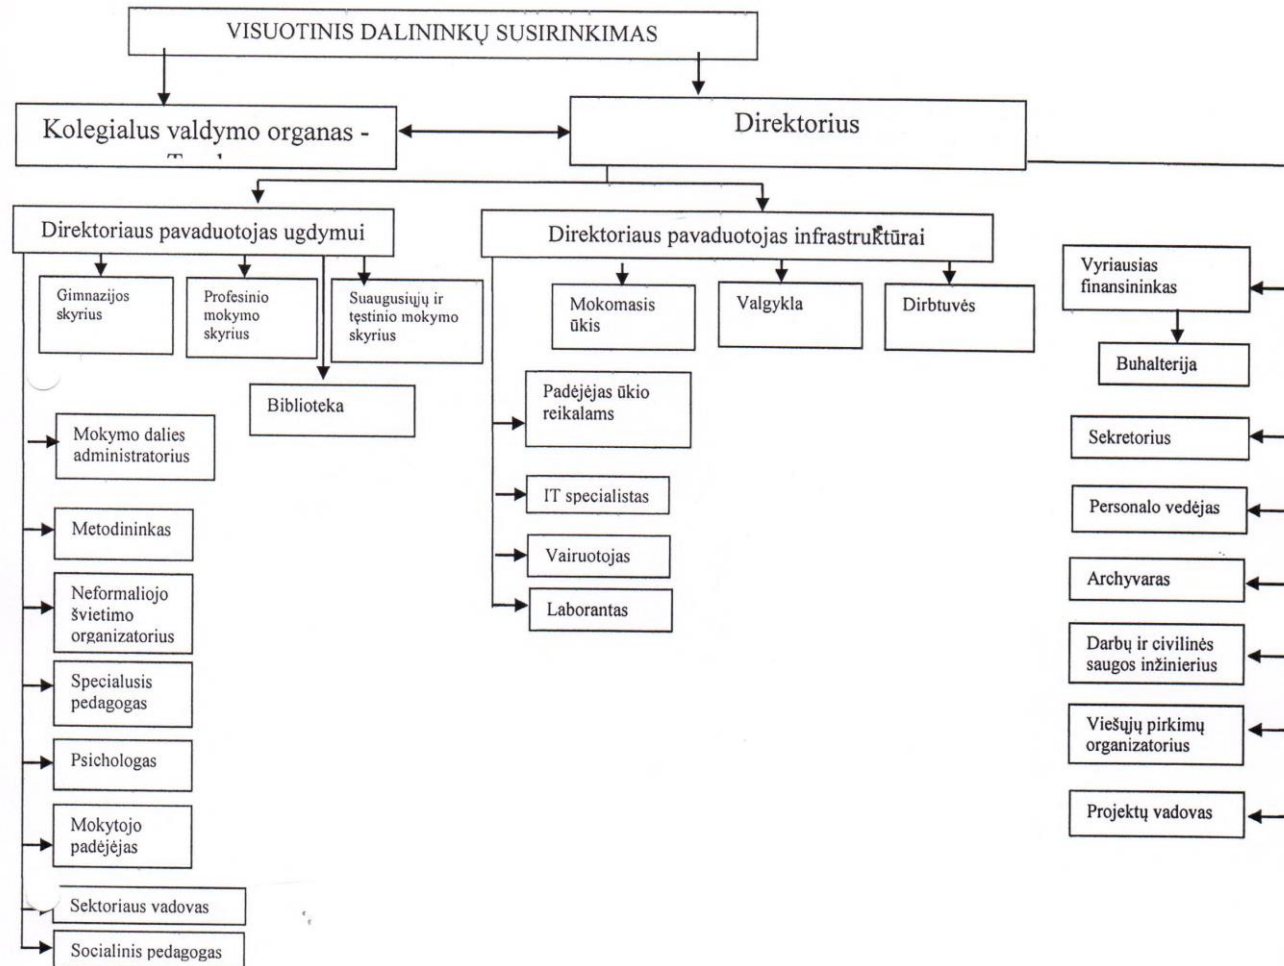 VISUOTINIS DALININKŲ SUSIRINKIMAS
Kolegialus valdymo organas -
Direktorius
Direktoriaus pavaduotojas ugdymui
Direktoriaus pavaduotojas infrastruktūrai
Gimnazijos
skyrius
Profesinio
mokymo
skyrius
Suaugusiųjų ir
tęstinio mokymo
skyrius
Biblioteka
Mokymo dalies
administratorius
Metodininkas
Neformaliojo
švietimo
organizatorius
Specialusis
pedagogas
Psichologas
Mokytojo
padėjėjas
Sektoriaus vadovas
Socialinis pedagogas
Mokomasis
ūkis
Valgykla
Dirbtuvės
Padėjėjas ūkio
reikalams
IT specialistas
Vairuotojas
Laborantas
Vyriausias
finansininkas
Buhalterija
Sekretorius
Personalo vedėjas
Archyvaras
Darbų ir civilinės
saugos inžinierius
Viešųjų pirkimų
organizatorius
Projektų vadovas